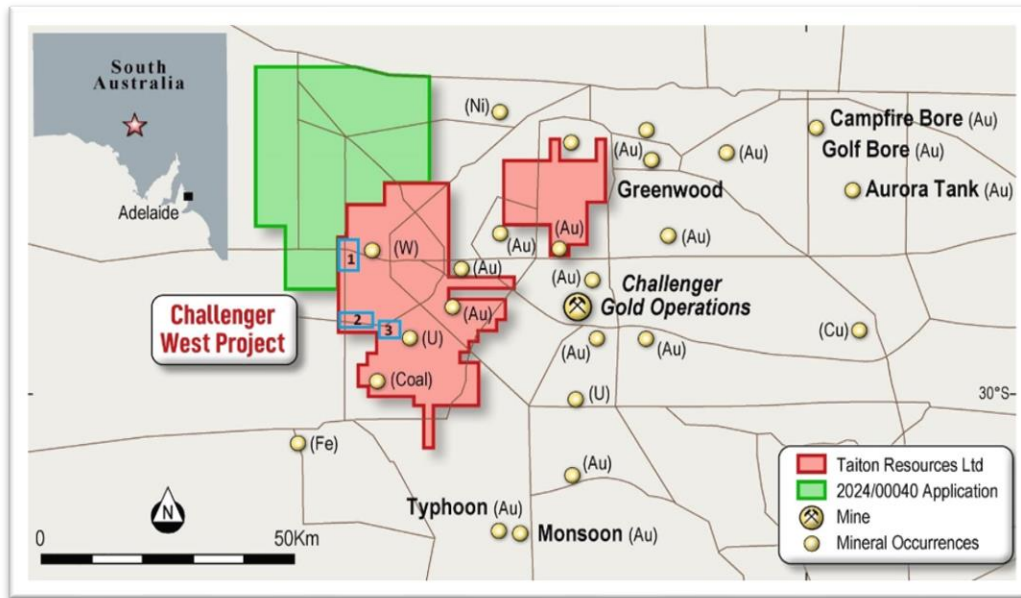 South
Australia
Adelaide
(Ni)
(Au)
Campfire Bore (Au)
Golf Bore (Au)
(Au)
Greenwood
Aurora Tank (Au)
(Au)
(Au)
(Au)
1
(W)
(Au)
(Au)
Challenger
Gold Operations
Challenger
West Project
2
3
(Au)
(U)
(Au)
(Au)
(Cu)
(Coal)
(U)
30°S
(Fe)
(Au)
Typhoon (Au)
Monsoon (Au)
N
0
50Km
Taiton Resources Ltd
2024/00040 Application
Mine
Mineral Occurrences